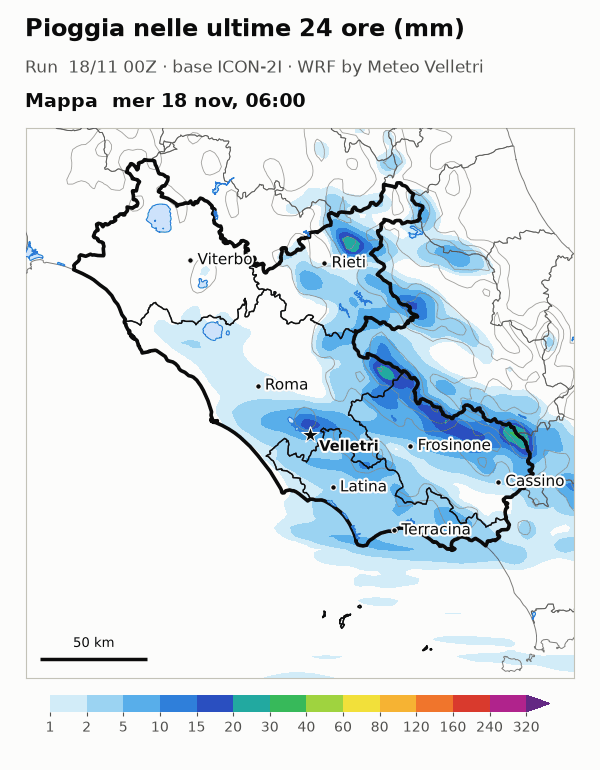 Pioggia nelle ultime 24 ore (mm)
Run  18/11 00Z · base ICON-2I · WRF by Meteo Velletri
Mappa  mer 18 nov, 06:00
Viterbo
Rieti
Roma
Velletri
Frosinone
Cassino
Latina
Terracina
50 km
1 2 5 10 15 20 30 40 60 80 120 160 240 320